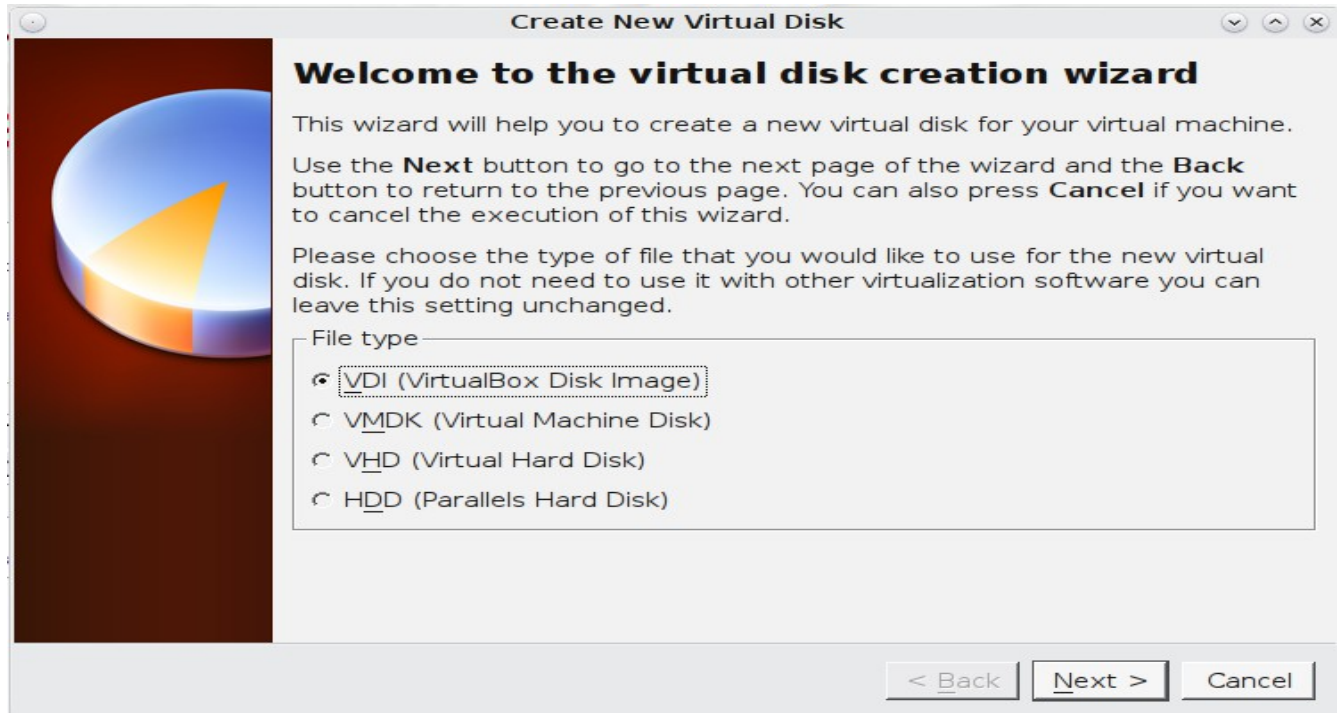 Create New Virtual Disk
Welcome to the virtual disk creation wizard
This wizard will help you to create a new virtual disk for your virtual machine.
Use the Next button to go to the next page of the wizard and the Back
button to return to the previous page. You can also press Cancel if you want
to cancel the execution of this wizard.
Please choose the type of file that you would like to use for the new virtual
disk. If you do not need to use it with other virtualization software you can
leave this setting unchanged.
File type
VDI (VirtualBox Disk Image)
VMDK (Virtual Machine Disk)
VHD (Virtual Hard Disk)
HDD (Parallels Hard Disk)
< Back Next > Cancel